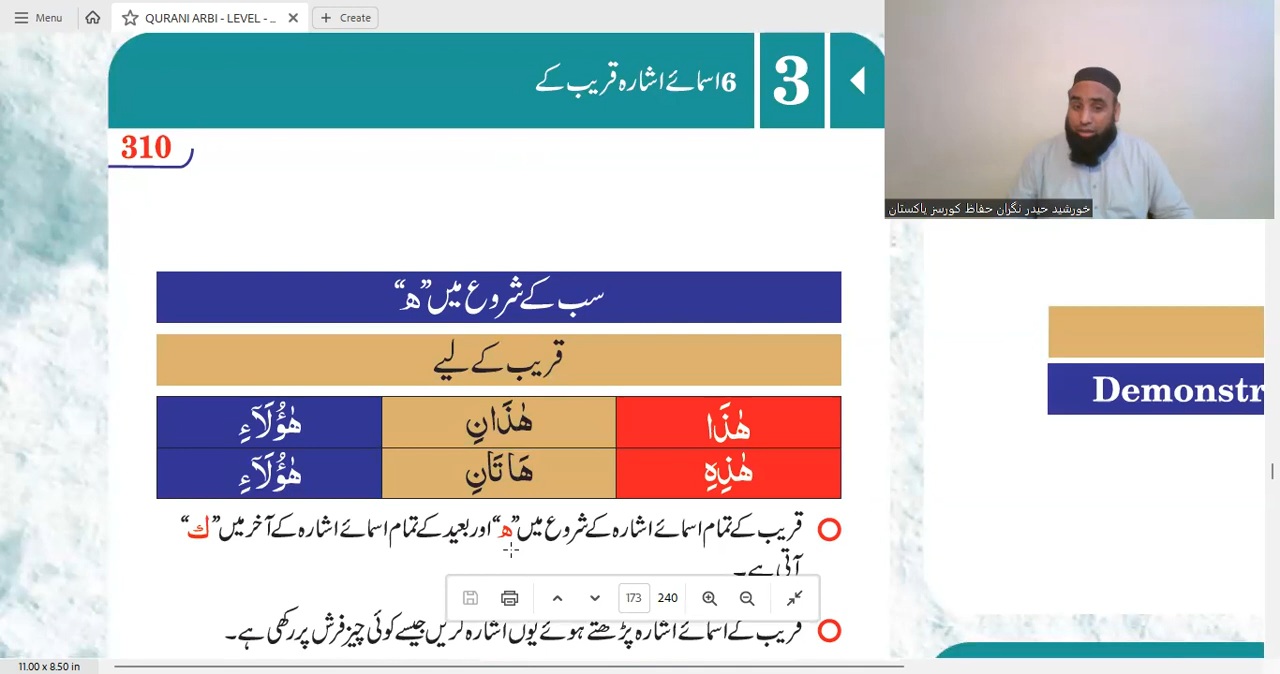 Menu
QURANI ARBI - LEVEL - ...
Create
3
6 اسمائے اشارہ قریب کے
310
خورشید حیدر نگران حفاظ کورسز پاکستان
سب کے شروع میں ”ھ“
قریب کے لیے
هٰذَا هٰذَانِ هٰؤُلَآءِ
هٰذِهٖ هَاتَانِ هٰؤُلَآءِ
Demonstr
قریب کے تمام اسمائے اشارہ کے شروع میں ”ھ“ اور بعید کے تمام اسمائے اشارہ کے آخر میں ”ك“
آتی ہے۔
173 240
قریب کے اسمائے اشارہ پڑھتے ہوئے یوں اشارہ کریں جیسے کوئی چیز فرش پر رکھی ہے۔
11.00 x 8.50 in